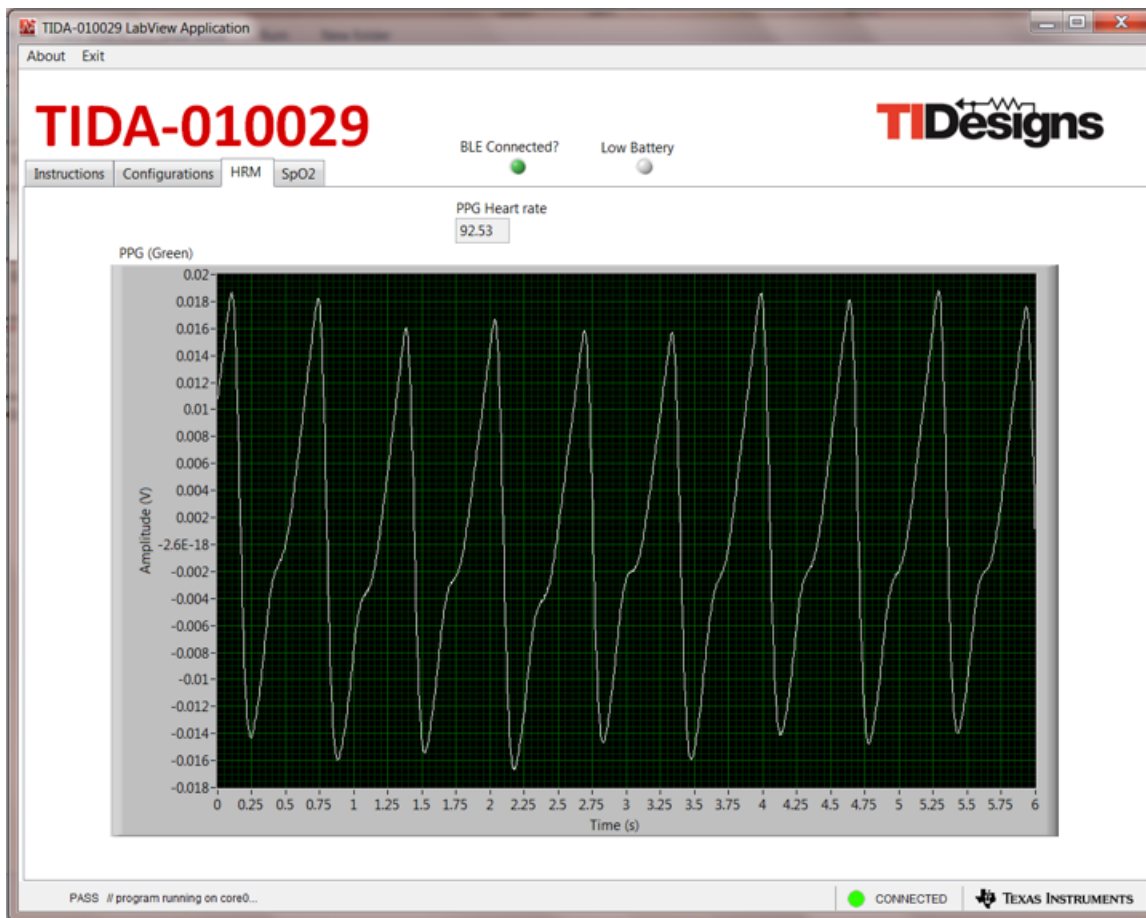 TIDA-010029 LabView Application
About Exit
TIDA-010029
TIDesigns
BLE Connected? Low Battery
Instructions Configurations HRM SpO2
PPG Heart rate
92.53
PPG (Green)
0.02
0.018
0.016
0.014
0.012
0.01
0.008
0.006
0.004
0.002
-2.6E-18
-0.002
-0.004
-0.006
-0.008
-0.01
-0.012
-0.014
-0.016
-0.018
Amplitude (V)
0 0.25 0.5 0.75 1 1.25 1.5 1.75 2 2.25 2.5 2.75 3 3.25 3.5 3.75 4 4.25 4.5 4.75 5 5.25 5.5 5.75 6
Time (s)
PASS // program running on core0...
CONNECTED
TEXAS INSTRUMENTS